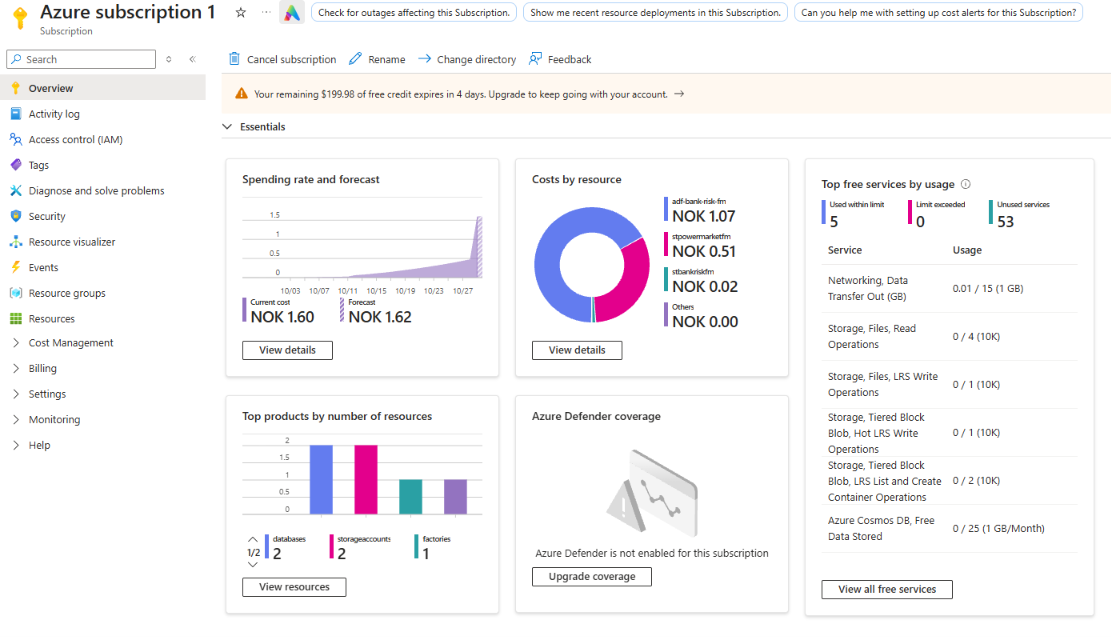 Azure subscription 1
Subscription
Check for outages affecting this Subscription.
Show me recent resource deployments in this Subscription.
Can you help me with setting up cost alerts for this Subscription?
Search
Cancel subscription
Rename
Change directory
Feedback
Overview
Activity log
Access control (IAM)
Tags
Diagnose and solve problems
Security
Resource visualizer
Events
Resource groups
Resources
Cost Management
Billing
Settings
Monitoring
Help
Your remaining $199.98 of free credit expires in 4 days. Upgrade to keep going with your account.
Essentials
Spending rate and forecast
1.5
1
0.5
0
10/03 10/07 10/11 10/15 10/19 10/23 10/27
Current cost
NOK 1.60
Forecast
NOK 1.62
View details
Costs by resource
adf-bank-risk-fm
NOK 1.07
stpowermarketfm
NOK 0.51
stbankriskfm
NOK 0.02
Others
NOK 0.00
View details
Top products by number of resources
2
1.5
1
0.5
0
1/2
databases
2
storageaccounts
2
factories
1
View resources
Azure Defender coverage
Azure Defender is not enabled for this subscription
Upgrade coverage
Top free services by usage
Used within limit
5
Limit exceeded
0
Unused services
53
Service Usage
Networking, Data
Transfer Out (GB)
0.01 / 15 (1 GB)
Storage, Files, Read
Operations
0 / 4 (10K)
Storage, Files, LRS Write
Operations
0 / 1 (10K)
Storage, Tiered Block
Blob, Hot LRS Write
Operations
0 / 1 (10K)
Storage, Tiered Block
Blob, LRS List and Create
Container Operations
0 / 2 (10K)
Azure Cosmos DB, Free
Data Stored
0 / 25 (1 GB/Month)
View all free services